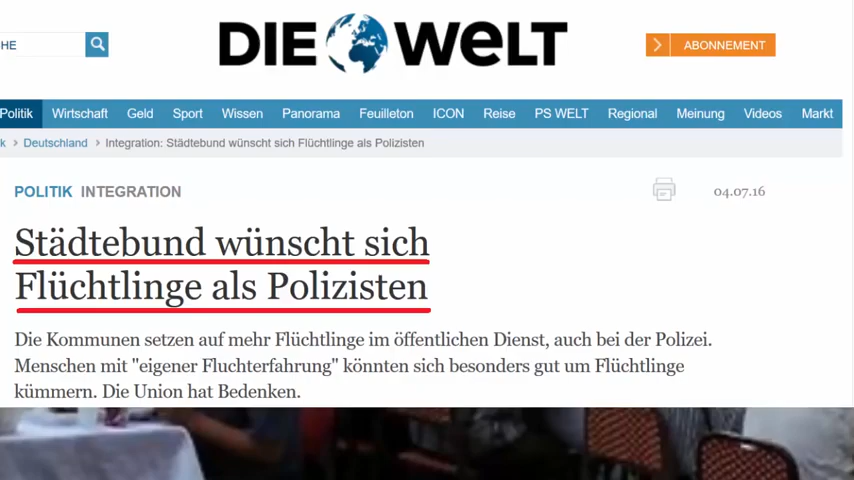 HE
DIE WELT
ABONNEMENT
Politik Wirtschaft Geld Sport Wissen Panorama Feuilleton ICON Reise PS WELT Regional Meinung Videos Markt
k > Deutschland > Integration: Städtebund wünscht sich Flüchtlinge als Polizisten
POLITIK INTEGRATION
04.07.16
Städtebund wünscht sich
Flüchtlinge als Polizisten
Die Kommunen setzen auf mehr Flüchtlinge im öffentlichen Dienst, auch bei der Polizei.
Menschen mit "eigener Fluchterfahrung" könnten sich besonders gut um Flüchtlinge
kümmern. Die Union hat Bedenken.